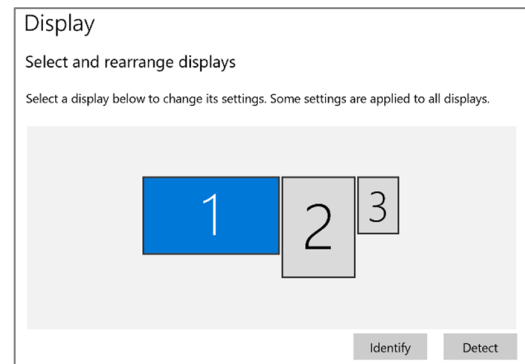 Display
Select and rearrange displays
Select a display below to change its settings. Some settings are applied to all displays.
1
2
3
Identify
Detect